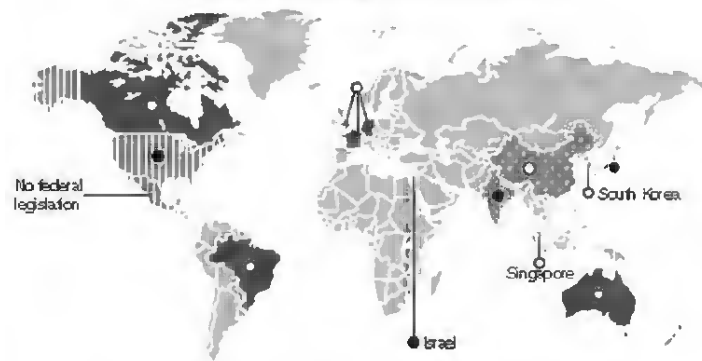 No federal
legislation
South Korea
Singapore
Israel